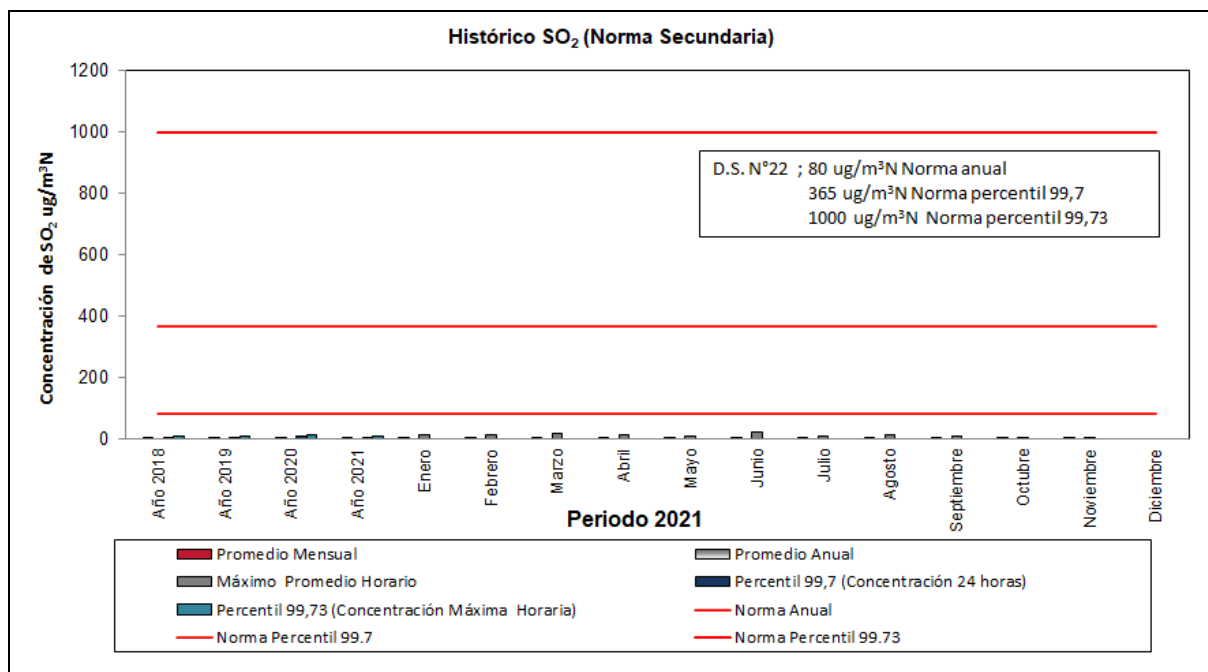 Histórico SO₂ (Norma Secundaria)
Concentración de SO₂ ug/m³N
1200
1000
800
600
400
200
0
D.S. N°22 ; 80 ug/m³N Norma anual
365 ug/m³N Norma percentil 99,7
1000 ug/m³N Norma percentil 99,73
Año 2018
Año 2019
Año 2020
Año 2021
Enero
Febrero
Marzo
Abril
Mayo
Junio
Julio
Agosto
Septiembre
Octubre
Noviembre
Diciembre
Periodo 2021
Promedio Mensual
Promedio Anual
Máximo Promedio Horario
Percentil 99,7 (Concentración 24 horas)
Percentil 99,73 (Concentración Máxima Horaria)
Norma Anual
Norma Percentil 99.7
Norma Percentil 99.73